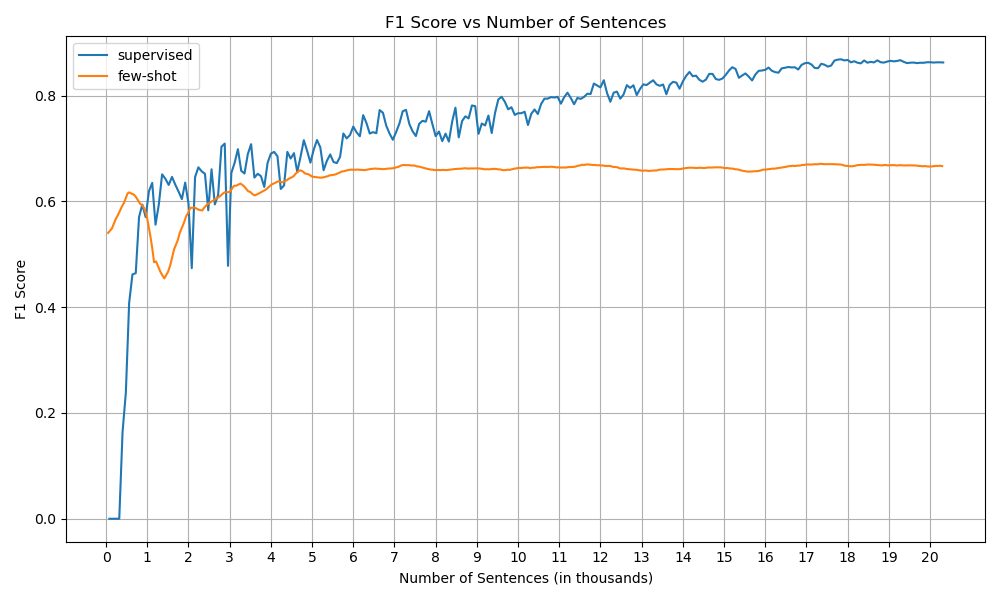 F1 Score vs Number of Sentences
supervised
few-shot
F1 Score
0.8
0.6
0.4
0.2
0.0
0 1 2 3 4 5 6 7 8 9 10 11 12 13 14 15 16 17 18 19 20
Number of Sentences (in thousands)